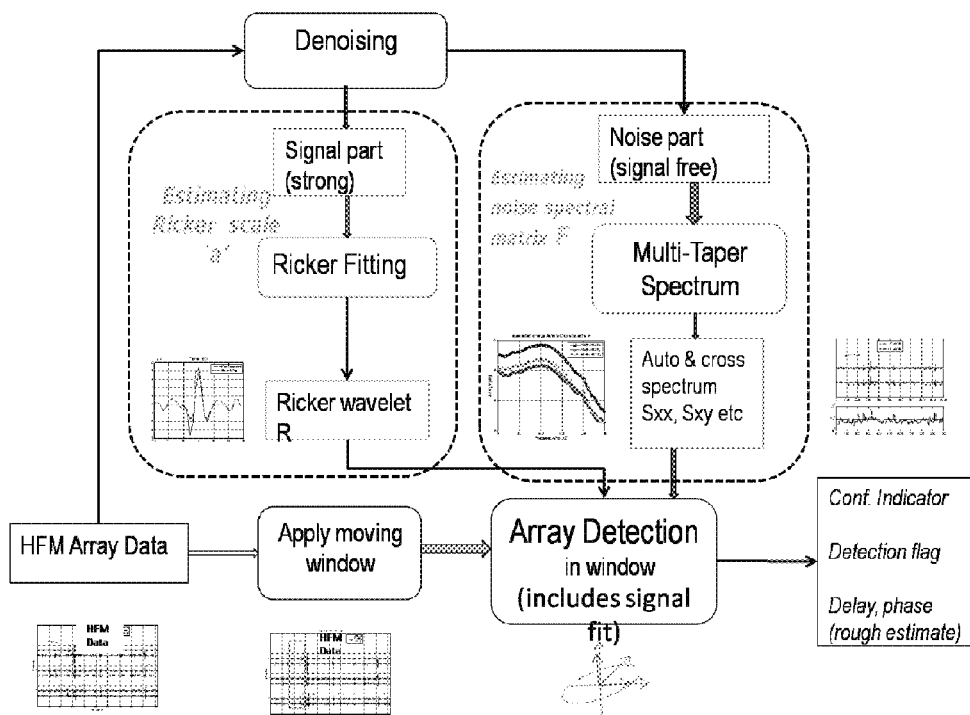 Denoising
Signal part
(strong)
Estimating
Ricker scale
'a'
Ricker Fitting
Ricker wavelet
R
Noise part
(signal free)
Estimating
noise spectral
matrix F
Multi-Taper
Spectrum
Auto & cross
spectrum
Sxx, Sxy etc
HFM Array Data
Apply moving
window
Array Detection
in window
(includes signal
fit)
Conf. Indicator
Detection flag
Delay, phase
(rough estimate)
HFM
Data
HFM
Data